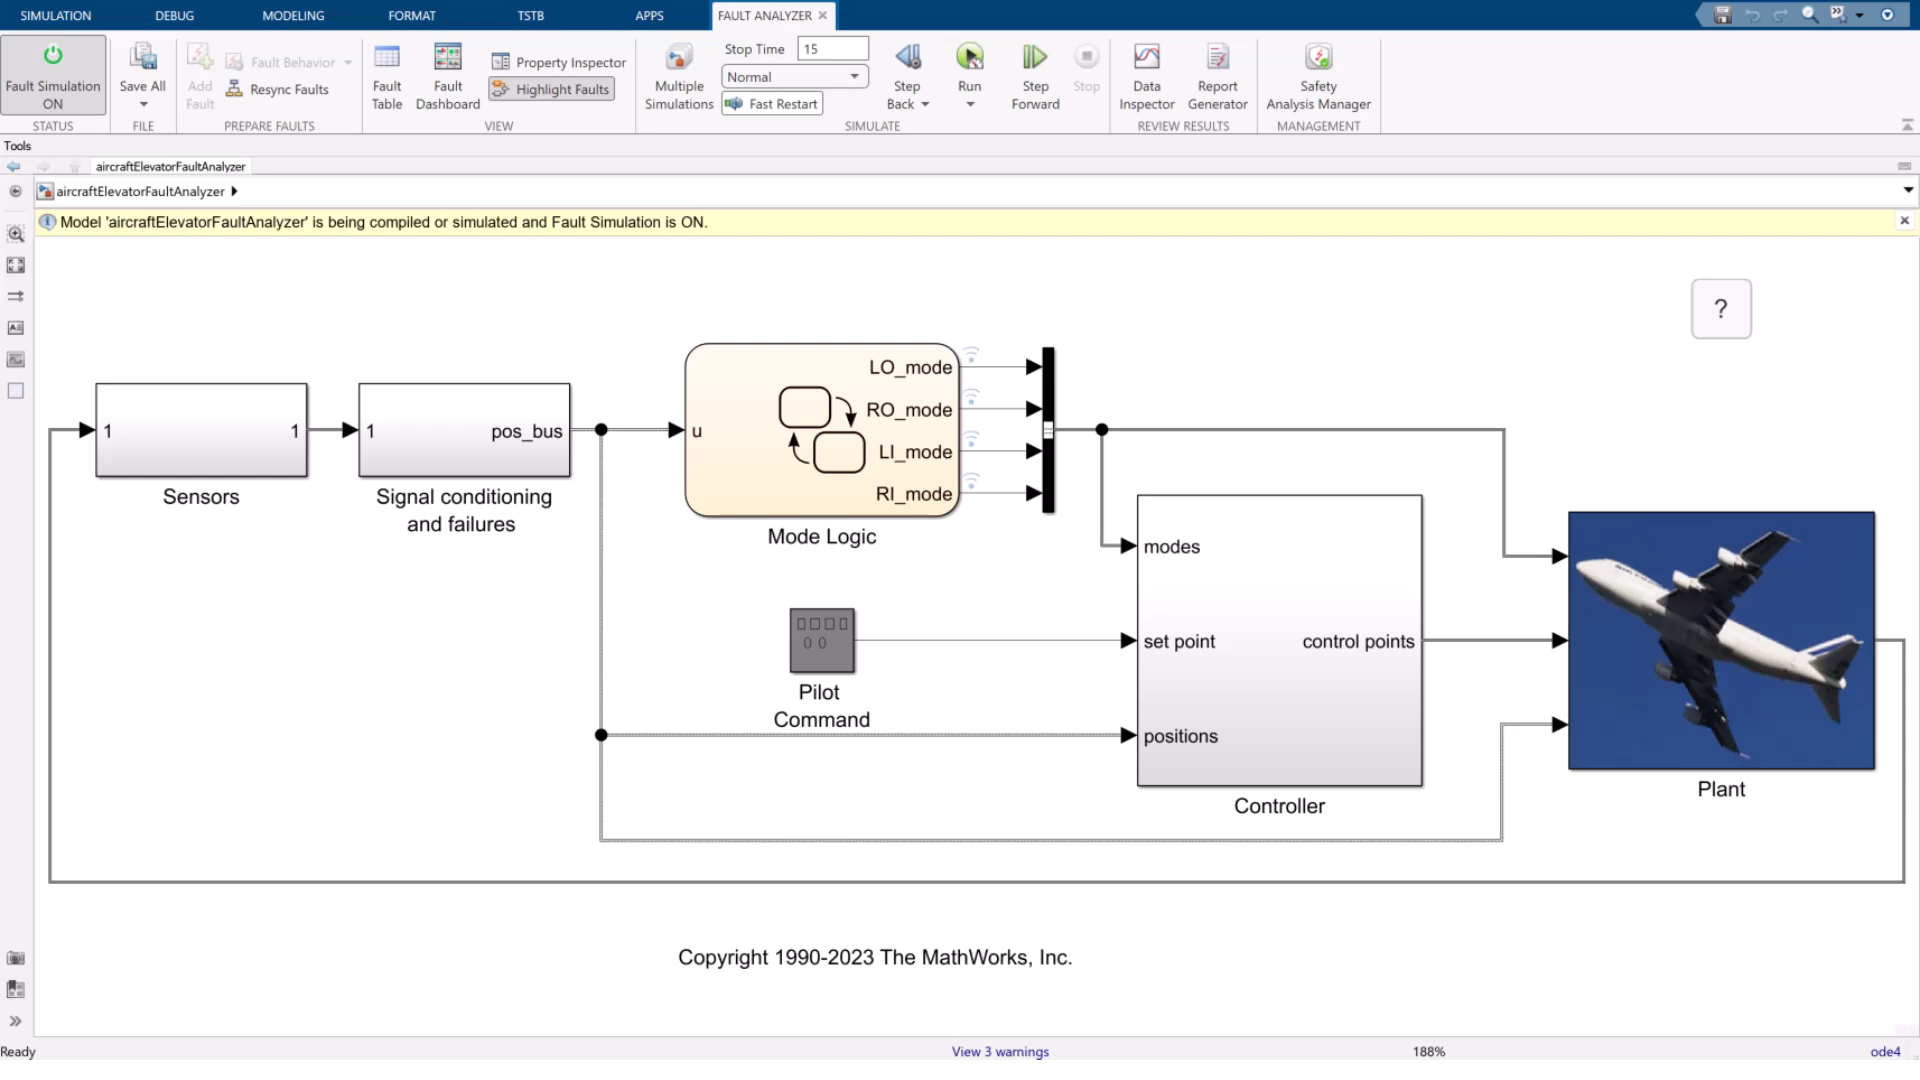 SIMULATION DEBUG MODELING FORMAT TSTB APPS FAULT ANALYZER
Fault Simulation
ON
STATUS
Save All
FILE
Add
Fault
Fault Behavior
Resync Faults
PREPARE FAULTS
Fault
Table
Fault
Dashboard
Property Inspector
Highlight Faults
VIEW
Multiple
Simulations
Stop Time 15
Normal
Fast Restart
Step
Back
Run
Step
Forward
Stop
SIMULATE
Data
Inspector
Report
Generator
REVIEW RESULTS
Safety
Analysis Manager
MANAGEMENT
Tools
aircraftElevatorFaultAnalyzer
aircraftElevatorFaultAnalyzer
Model 'aircraftElevatorFaultAnalyzer' is being compiled or simulated and Fault Simulation is ON.
?
1 1
Sensors
1 pos_bus
Signal conditioning
and failures
u
LO_mode
RO_mode
LI_mode
RI_mode
Mode Logic
Pilot
Command
modes
set point
positions
control points
Controller
Plant
Copyright 1990-2023 The MathWorks, Inc.
Ready View 3 warnings 188% ode4